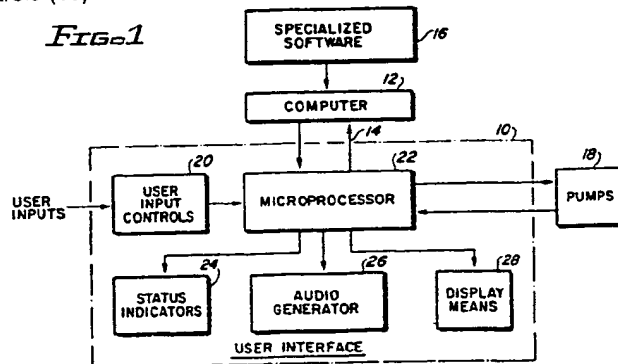 FIG.1
SPECIALIZED
SOFTWARE
16
12
COMPUTER
14
10
20
22
18
USER
INPUTS
USER
INPUT
CONTROLS
MICROPROCESSOR
PUMPS
24
26
28
STATUS
INDICATORS
AUDIO
GENERATOR
DISPLAY
MEANS
USER INTERFACE